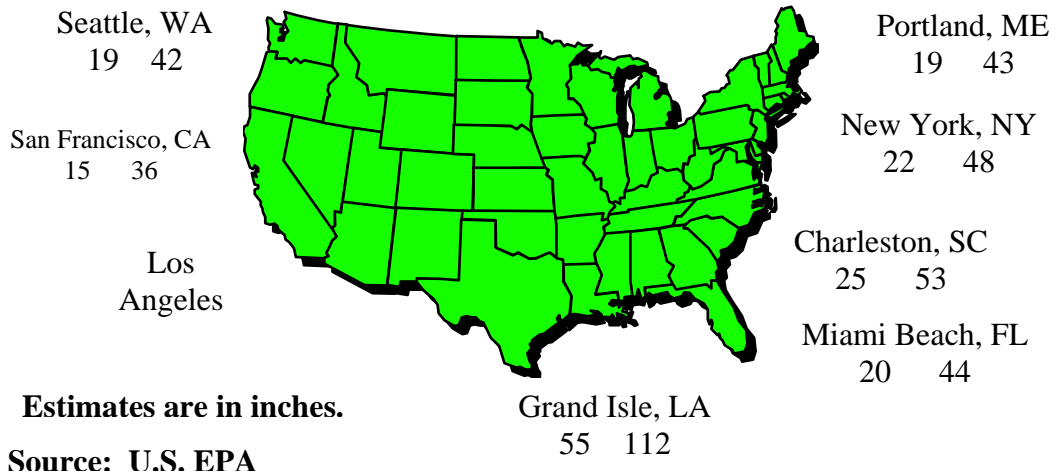 Seattle, WA
19 42
Portland, ME
19 43
San Francisco, CA
15 36
New York, NY
22 48
Los
Angeles
Charleston, SC
25 53
Miami Beach, FL
20 44
Estimates are in inches.
Grand Isle, LA
55 112
Source: U.S. EPA